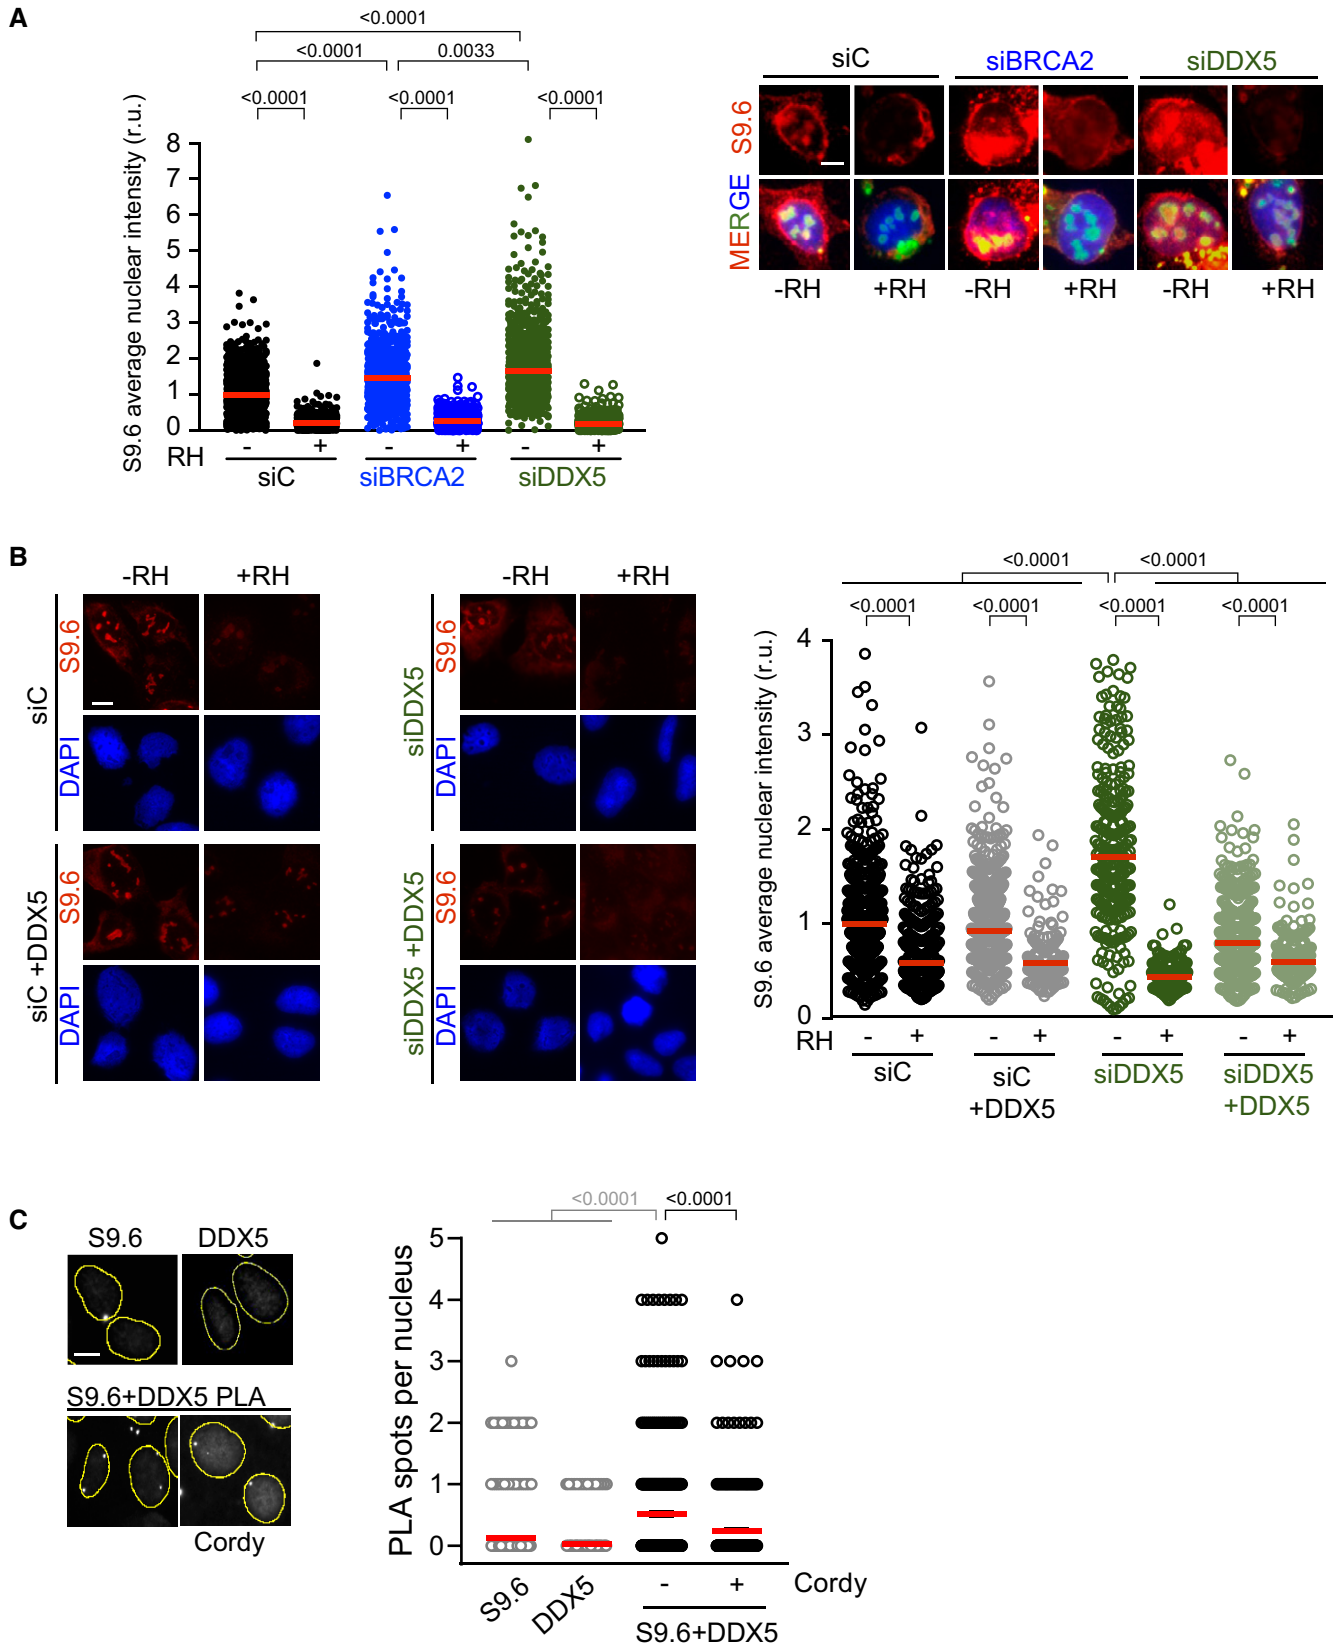 A
<0.0001
<0.0001 0.0033
<0.0001 <0.0001 <0.0001
S9.6 average nuclear intensity (r.u.)
8
7
6
5
4
3
2
1
0
RH - + - + - +
siC siBRCA2 siDDX5
siC siBRCA2 siDDX5
S9.6
MERGE
-RH +RH -RH +RH -RH +RH
B
-RH +RH -RH +RH
siC
S9.6
DAPI
siC +DDX5
S9.6
DAPI
siDDX5
S9.6
DAPI
siDDX5 +DDX5
S9.6
DAPI
<0.0001 <0.0001
<0.0001 <0.0001 <0.0001 <0.0001
S9.6 average nuclear intensity (r.u.)
4
3
2
1
0
RH - + - + - + - +
siC siC +DDX5 siDDX5 siDDX5 +DDX5
C
S9.6 DDX5
S9.6+DDX5 PLA
Cordy
<0.0001 <0.0001
PLA spots per nucleus
5
4
3
2
1
0
S9.6 DDX5 - + Cordy
S9.6+DDX5